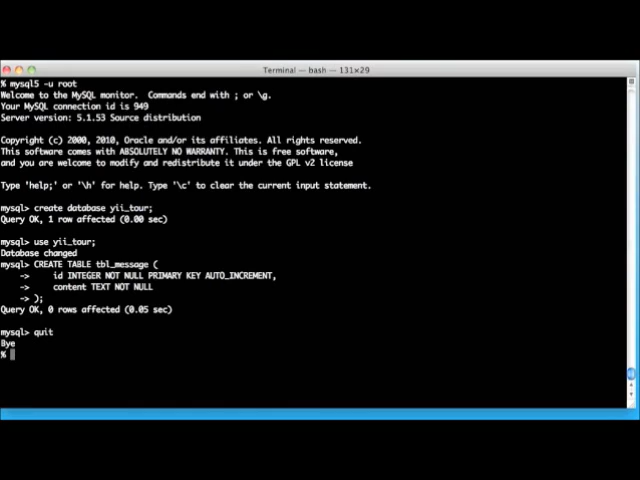 Terminal — bash — 131×29
% mysql5 -u root
Welcome to the MySQL monitor.  Commands end with ; or \g.
Your MySQL connection id is 949
Server version: 5.1.53 Source distribution
Copyright (c) 2000, 2010, Oracle and/or its affiliates. All rights reserved.
This software comes with ABSOLUTELY NO WARRANTY. This is free software,
and you are welcome to modify and redistribute it under the GPL v2 license
Type 'help;' or '\h' for help. Type '\c' to clear the current input statement.
mysql> create database yii_tour;
Query OK, 1 row affected (0.00 sec)
mysql> use yii_tour;
Database changed
mysql> CREATE TABLE tbl_message (
    ->     id INTEGER NOT NULL PRIMARY KEY AUTO_INCREMENT,
    ->     content TEXT NOT NULL
    -> );
Query OK, 0 rows affected (0.05 sec)
mysql> quit
Bye
%